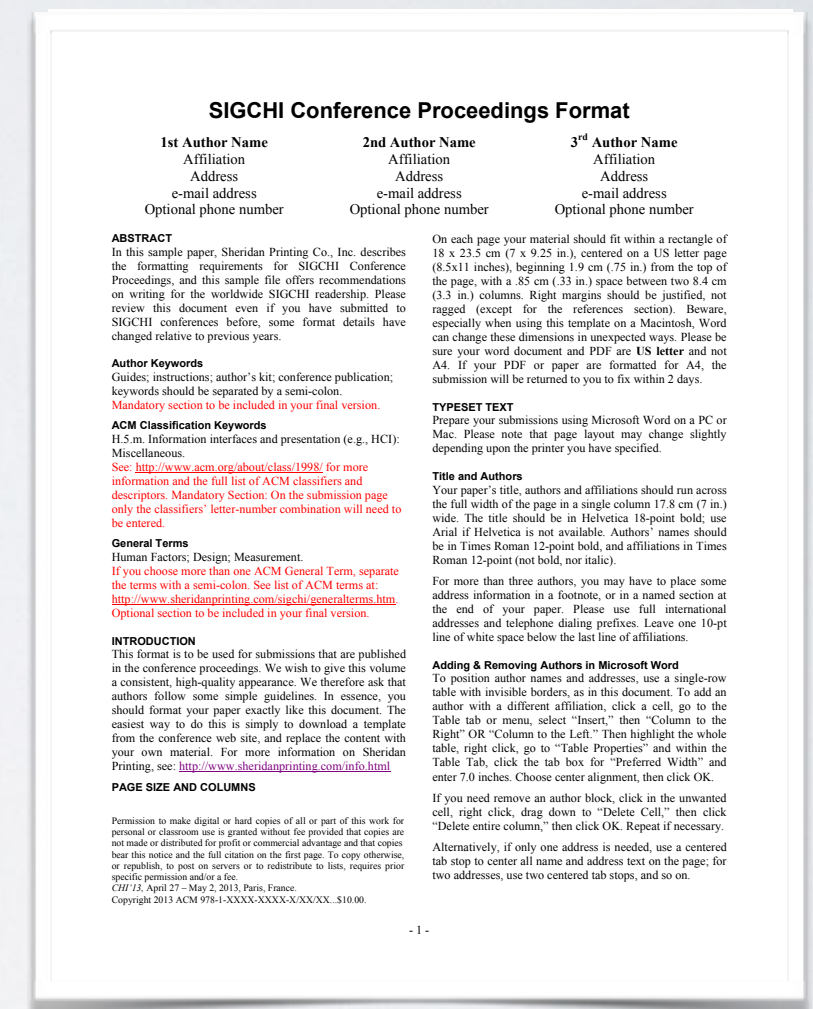 SIGCHI Conference Proceedings Format
1st Author Name
Affiliation
Address
e-mail address
Optional phone number
2nd Author Name
Affiliation
Address
e-mail address
Optional phone number
3rd Author Name
Affiliation
Address
e-mail address
Optional phone number
ABSTRACT
In this sample paper, Sheridan Printing Co., Inc. describes
the formatting requirements for SIGCHI Conference
Proceedings, and this sample file offers recommendations
on writing for the worldwide SIGCHI readership. Please
review this document even if you have submitted to
SIGCHI conferences before, some format details have
changed relative to previous years.
Author Keywords
Guides; instructions; author's kit; conference publication;
keywords should be separated by a semi-colon.
Mandatory section to be included in your final version.
ACM Classification Keywords
H.5.m. Information interfaces and presentation (e.g., HCI):
Miscellaneous.
See: http://www.acm.org/about/class/1998/ for more
information and the full list of ACM classifiers and
descriptors. Mandatory Section: On the submission page
only the classifiers' letter-number combination will need to
be entered.
General Terms
Human Factors; Design; Measurement.
If you choose more than one ACM General Term, separate
the terms with a semi-colon. See list of ACM terms at:
http://www.sheridanprinting.com/sigchi/generalterms.htm.
Optional section to be included in your final version.
INTRODUCTION
This format is to be used for submissions that are published
in the conference proceedings. We wish to give this volume
a consistent, high-quality appearance. We therefore ask that
authors follow some simple guidelines. In essence, you
should format your paper exactly like this document. The
easiest way to do this is simply to download a template
from the conference web site, and replace the content with
your own material. For more information on Sheridan
Printing, see: http://www.sheridanprinting.com/info.html
PAGE SIZE AND COLUMNS
Permission to make digital or hard copies of all or part of this work for
personal or classroom use is granted without fee provided that copies are
not made or distributed for profit or commercial advantage and that copies
bear this notice and the full citation on the first page. To copy otherwise,
or republish, to post on servers or to redistribute to lists, requires prior
specific permission and/or a fee.
CHI'13, April 27 – May 2, 2013, Paris, France.
Copyright 2013 ACM 978-1-XXXX-XXXX-X/XX/XX...$10.00.
On each page your material should fit within a rectangle of
18 x 23.5 cm (7 x 9.25 in.), centered on a US letter page
(8.5x11 inches), beginning 1.9 cm (.75 in.) from the top of
the page, with a .85 cm (.33 in.) space between two 8.4 cm
(3.3 in.) columns. Right margins should be justified, not
ragged (except for the references section). Beware,
especially when using this template on a Macintosh, Word
can change these dimensions in unexpected ways. Please be
sure your word document and PDF are US letter and not
A4. If your PDF or paper are formatted for A4, the
submission will be returned to you to fix within 2 days.
TYPESET TEXT
Prepare your submissions using Microsoft Word on a PC or
Mac. Please note that page layout may change slightly
depending upon the printer you have specified.
Title and Authors
Your paper's title, authors and affiliations should run across
the full width of the page in a single column 17.8 cm (7 in.)
wide. The title should be in Helvetica 18-point bold; use
Arial if Helvetica is not available. Authors' names should
be in Times Roman 12-point bold, and affiliations in Times
Roman 12-point (not bold, nor italic).
For more than three authors, you may have to place some
address information in a footnote, or in a named section at
the end of your paper. Please use full international
addresses and telephone dialing prefixes. Leave one 10-pt
line of white space below the last line of affiliations.
Adding & Removing Authors in Microsoft Word
To position author names and addresses, use a single-row
table with invisible borders, as in this document. To add an
author with a different affiliation, click a cell, go to the
Table tab or menu, select "Insert," then "Column to the
Right" OR "Column to the Left." Then highlight the whole
table, right click, go to "Table Properties" and within the
Table Tab, click the tab box for "Preferred Width" and
enter 7.0 inches. Choose center alignment, then click OK.
If you need remove an author block, click in the unwanted
cell, right click, drag down to "Delete Cell," then click
"Delete entire column," then click OK. Repeat if necessary.
Alternatively, if only one address is needed, use a centered
tab stop to center all name and address text on the page; for
two addresses, use two centered tab stops, and so on.
- 1 -